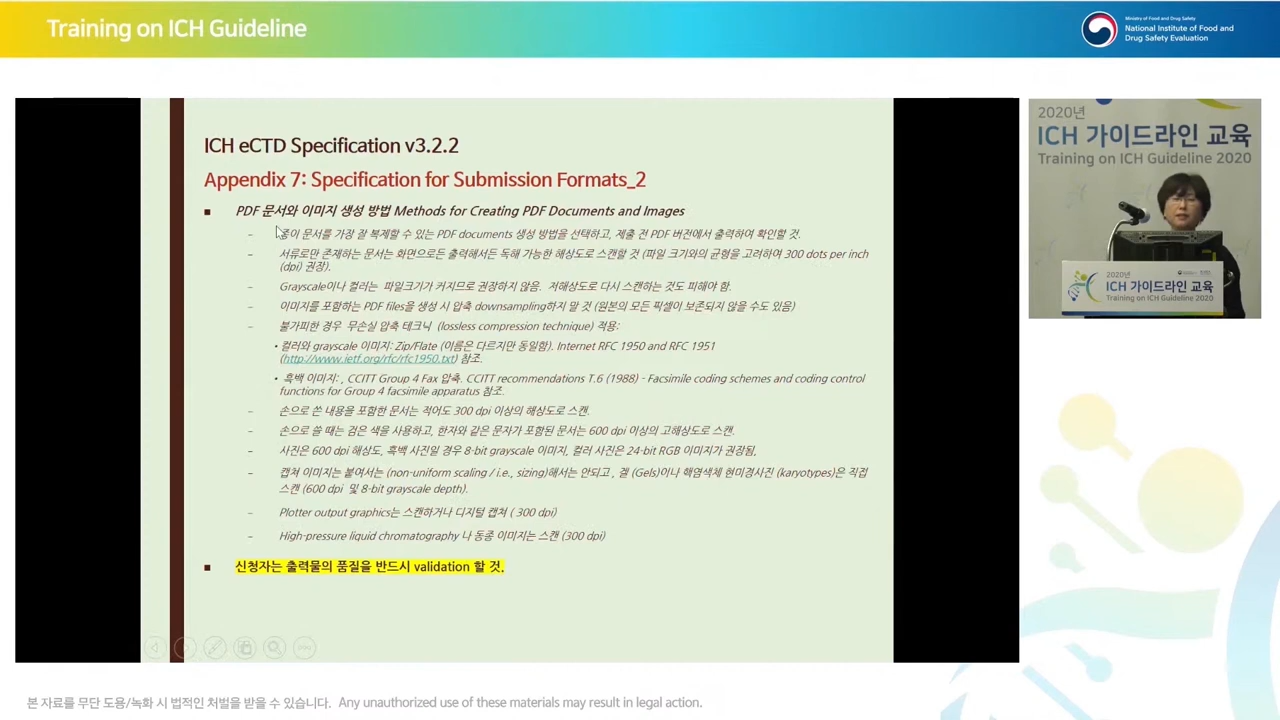 Training on ICH Guideline
Ministry of Food and Drug Safety
National Institute of Food and
Drug Safety Evaluation
ICH eCTD Specification v3.2.2
Appendix 7: Specification for Submission Formats_2
■ PDF 문서와 이미지 생성 방법 Methods for Creating PDF Documents and Images
– 종이 문서를 가장 잘 복제할 수 있는 PDF documents 생성 방법을 선택하고, 제출 전 PDF 버전에서 출력하여 확인할 것.
– 서류로만 존재하는 문서는 화면으로든 출력해서든 독해 가능한 해상도로 스캔할 것 (파일 크기와의 균형을 고려하여 300 dots per inch
(dpi) 권장).
– Grayscale이나 컬러는 파일크기가 커지므로 권장하지 않음. 저해상도로 다시 스캔하는 것도 피해야 함.
– 이미지를 포함하는 PDF files을 생성 시 압축 downsampling하지 말 것 (원본의 모든 픽셀이 보존되지 않을 수도 있음)
– 불가피한 경우 무손실 압축 테크닉 (lossless compression technique) 적용:
• 컬러와 grayscale 이미지: Zip/Flate (이름은 다르지만 동일함). Internet RFC 1950 and RFC 1951
(http://www.ietf.org/rfc/rfc1950.txt) 참조.
• 흑백 이미지: , CCITT Group 4 Fax 압축. CCITT recommendations T.6 (1988) - Facsimile coding schemes and coding control
functions for Group 4 facsimile apparatus 참조.
– 손으로 쓴 내용을 포함한 문서는 적어도 300 dpi 이상의 해상도로 스캔.
– 손으로 쓸 때는 검은 색을 사용하고, 한자와 같은 문자가 포함된 문서는 600 dpi 이상의 고해상도로 스캔.
– 사진은 600 dpi 해상도, 흑백 사진일 경우 8-bit grayscale 이미지, 컬러 사진은 24-bit RGB 이미지가 권장됨.
– 캡쳐 이미지는 붙여서는 (non-uniform scaling / i.e., sizing)해서는 안되고 , 겔 (Gels)이나 핵염색체 현미경사진 (karyotypes)은 직접
스캔 (600 dpi 및 8-bit grayscale depth).
– Plotter output graphics는 스캔하거나 디지털 캡쳐 ( 300 dpi)
– High-pressure liquid chromatography 나 동종 이미지는 스캔 (300 dpi)
■ 신청자는 출력물의 품질을 반드시 validation 할 것.
2020년
ICH 가이드라인 교육
Training on ICH Guideline 2020
2020년
ICH 가이드라인 교육
Training on ICH Guideline 2020
본 자료를 무단 도용/녹화 시 법적인 처벌을 받을 수 있습니다. Any unauthorized use of these materials may result in legal action.